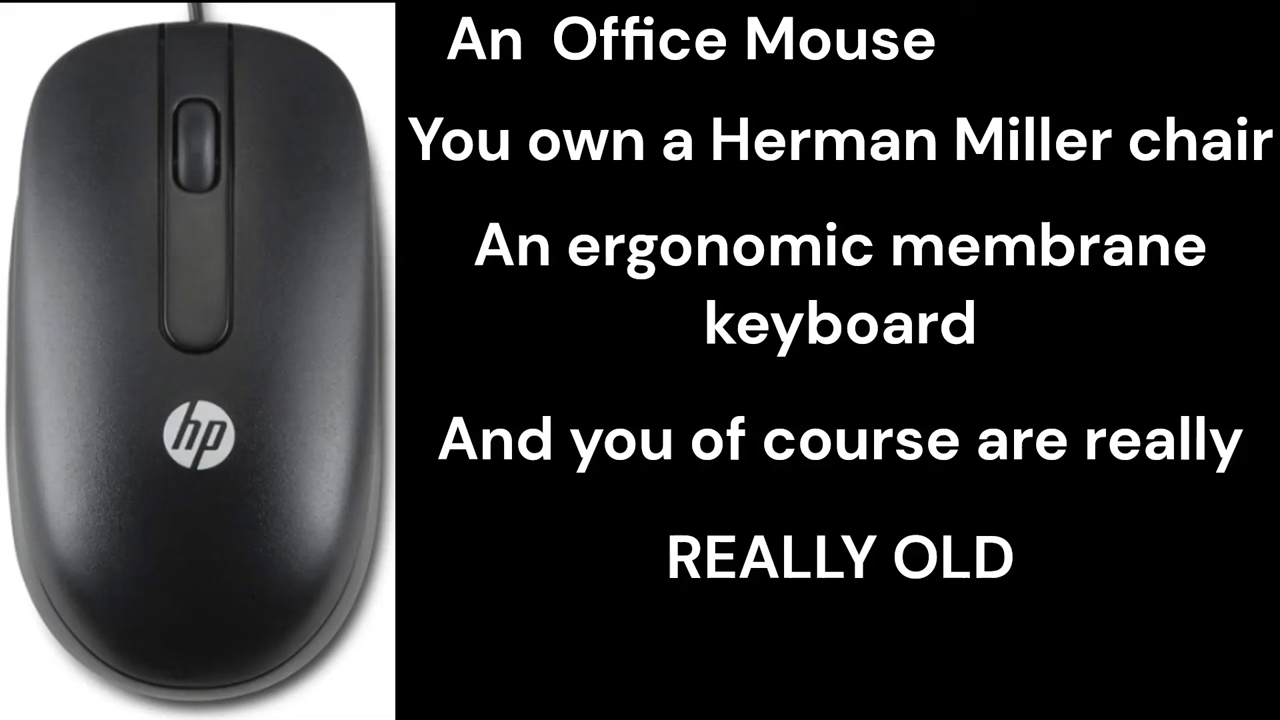 An Office Mouse
You own a Herman Miller chair
An ergonomic membrane
keyboard
And you of course are really
REALLY OLD
hp